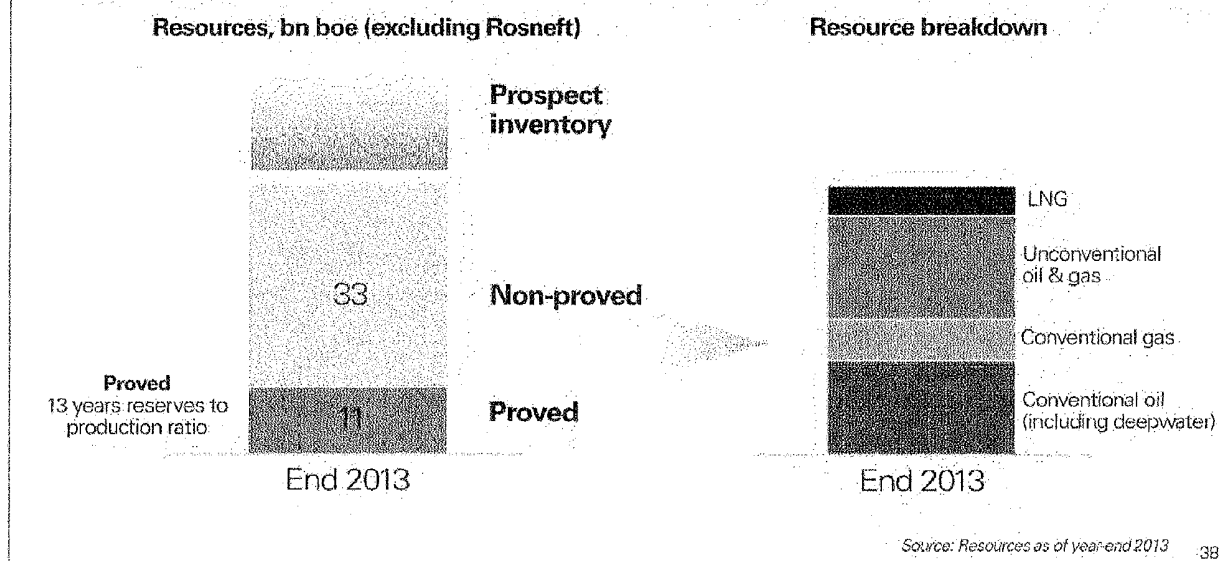 Resources, bn boe (excluding Rosneft)
Prospect
inventory
33
Non-proved
Proved
13 years reserves to
production ratio
11
Proved
End 2013
Resource breakdown
LNG
Unconventional
oil & gas
Conventional gas
Conventional oil
(including deepwater)
End 2013
Source: Resources as of year-end 2013
38